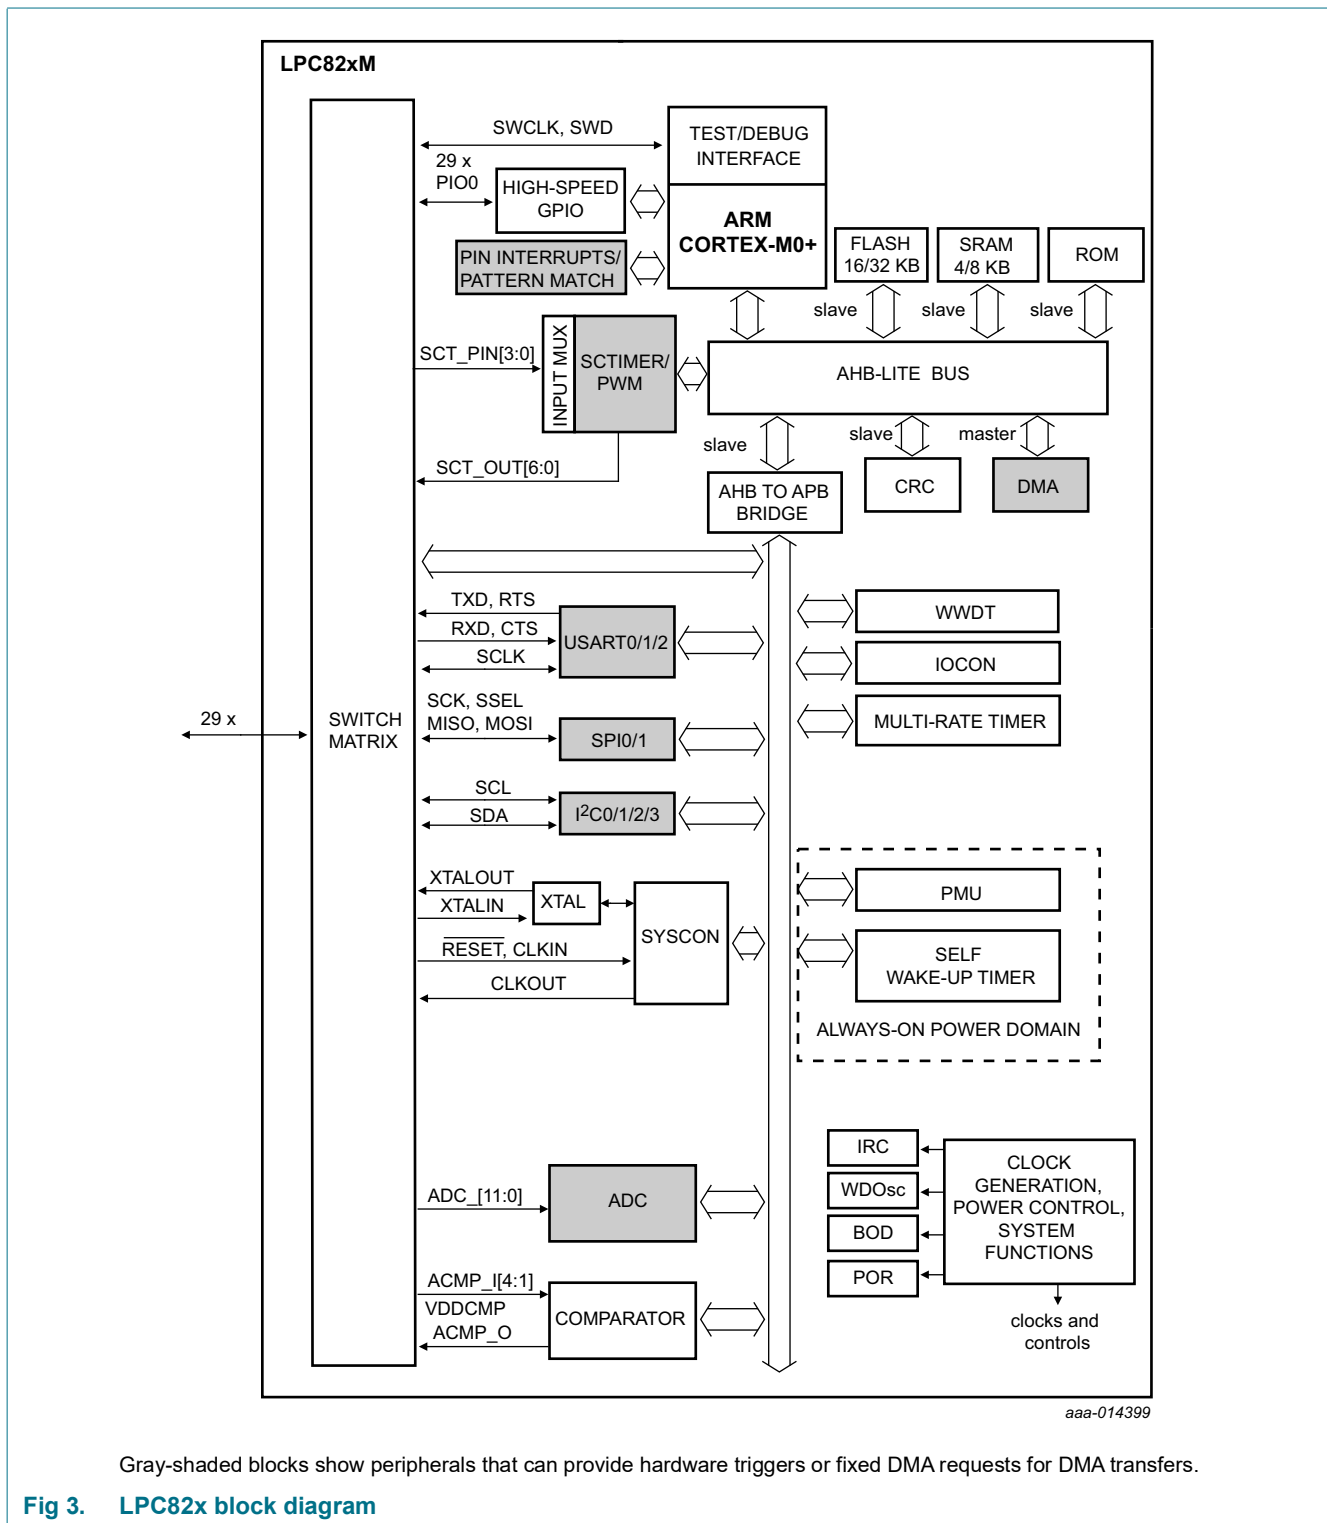 LPC82xM
SWCLK, SWD
TEST/DEBUG
INTERFACE
29 x
PIO0
HIGH-SPEED
GPIO
ARM
CORTEX-M0+
PIN INTERRUPTS/
PATTERN MATCH
FLASH
16/32 KB
SRAM
4/8 KB
ROM
slave
slave
slave
SCT_PIN[3:0]
INPUT MUX
SCTIMER/
PWM
AHB-LITE BUS
slave
slave
master
SCT_OUT[6:0]
AHB TO APB
BRIDGE
CRC
DMA
TXD, RTS
RXD, CTS
SCLK
USART0/1/2
WWDT
IOCON
SCK, SSEL
MISO, MOSI
SPI0/1
MULTI-RATE TIMER
29 x
SWITCH
MATRIX
SCL
SDA
I2C0/1/2/3
XTALOUT
XTALIN
XTAL
RESET, CLKIN
CLKOUT
SYSCON
PMU
SELF
WAKE-UP TIMER
ALWAYS-ON POWER DOMAIN
IRC
WDOsc
BOD
POR
CLOCK
GENERATION,
POWER CONTROL,
SYSTEM
FUNCTIONS
clocks and
controls
ADC_[11:0]
ADC
ACMP_I[4:1]
VDDCMP
ACMP_O
COMPARATOR
aaa-014399
Gray-shaded blocks show peripherals that can provide hardware triggers or fixed DMA requests for DMA transfers.
Fig 3. LPC82x block diagram